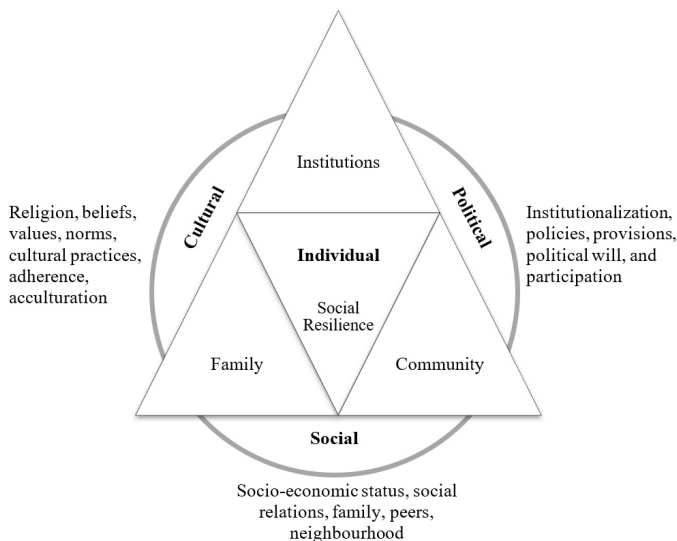 Institutions
Cultural
Political
Religion, beliefs,
values, norms,
cultural practices,
adherence,
acculturation
Institutionalization,
policies, provisions,
political will, and
participation
Individual
Social
Resilience
Family
Community
Social
Socio-economic status, social
relations, family, peers,
neighbourhood